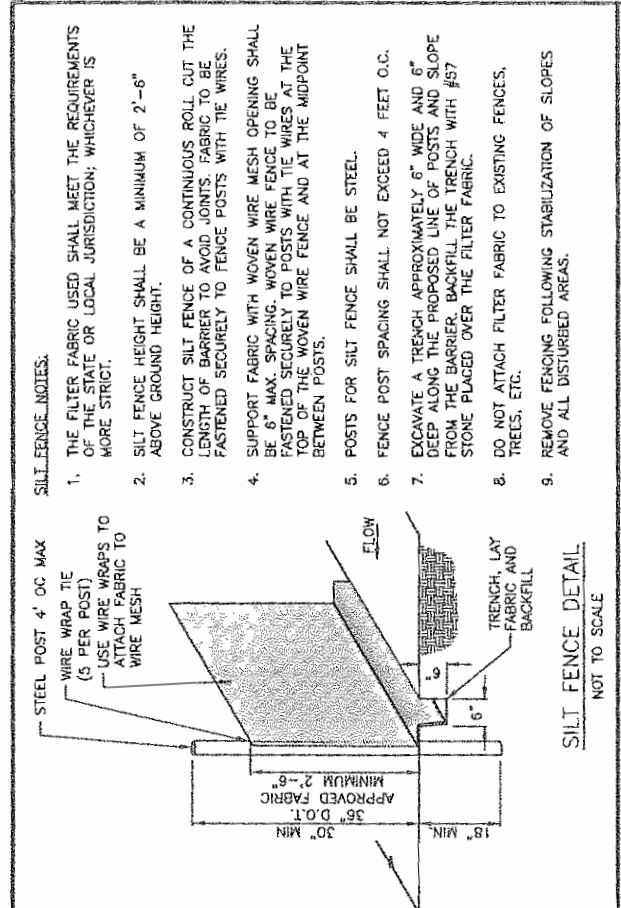 SILT FENCE NOTES:
1. THE FILTER FABRIC USED SHALL MEET THE REQUIREMENTS
OF THE STATE OR LOCAL JURISDICTION; WHICHEVER IS
MORE STRICT.
2. SILT FENCE HEIGHT SHALL BE A MINIMUM OF 2'-6"
ABOVE GROUND HEIGHT.
3. CONSTRUCT SILT FENCE OF A CONTINUOUS ROLL CUT THE
LENGTH OF BARRIER TO AVOID JOINTS. FABRIC TO BE
FASTENED SECURELY TO FENCE POSTS WITH TIE WIRES.
4. SUPPORT FABRIC WITH WOVEN WIRE MESH OPENING SHALL
BE 6" MAX. SPACING. WOVEN WIRE FENCE TO BE
FASTENED SECURELY TO POSTS WITH TIE WIRES AT THE
TOP OF THE WOVEN WIRE FENCE AND AT THE MIDPOINT
BETWEEN POSTS.
5. POSTS FOR SILT FENCE SHALL BE STEEL.
6. FENCE POST SPACING SHALL NOT EXCEED 4 FEET O.C.
7. EXCAVATE A TRENCH APPROXIMATELY 6" WIDE AND 6"
DEEP ALONG THE PROPOSED LINE OF POSTS AND SLOPE
FROM THE BARRIER. BACKFILL THE TRENCH WITH #57
STONE PLACED OVER THE FILTER FABRIC.
8. DO NOT ATTACH FILTER FABRIC TO EXISTING FENCES,
TREES, ETC.
9. REMOVE FENCING FOLLOWING STABILIZATION OF SLOPES
AND ALL DISTURBED AREAS.
STEEL POST 4' OC MAX
WIRE WRAP TIE
(5 PER POST)
USE WIRE WRAPS TO
ATTACH FABRIC TO
WIRE MESH
30" MIN
36" D.O.T.
APPROVED FABRIC
MINIMUM 2'-6"
18" MIN.
FLOW
6"
6"
TRENCH, LAY
FABRIC AND
BACKFILL
SILT FENCE DETAIL
NOT TO SCALE